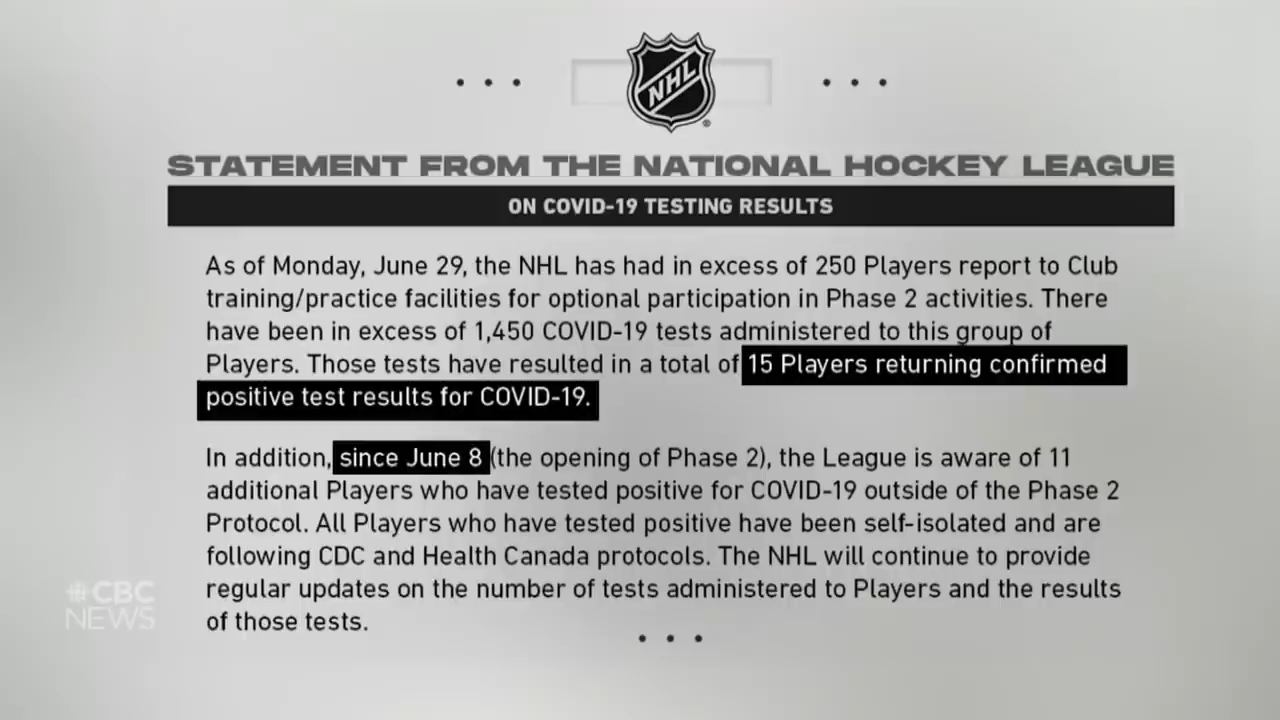 NHL
STATEMENT FROM THE NATIONAL HOCKEY LEAGUE
ON COVID-19 TESTING RESULTS
As of Monday, June 29, the NHL has had in excess of 250 Players report to Club
training/practice facilities for optional participation in Phase 2 activities. There
have been in excess of 1,450 COVID-19 tests administered to this group of
Players. Those tests have resulted in a total of 15 Players returning confirmed
positive test results for COVID-19.
In addition, since June 8 (the opening of Phase 2), the League is aware of 11
additional Players who have tested positive for COVID-19 outside of the Phase 2
Protocol. All Players who have tested positive have been self-isolated and are
following CDC and Health Canada protocols. The NHL will continue to provide
regular updates on the number of tests administered to Players and the results
of those tests.
CBC
NEWS